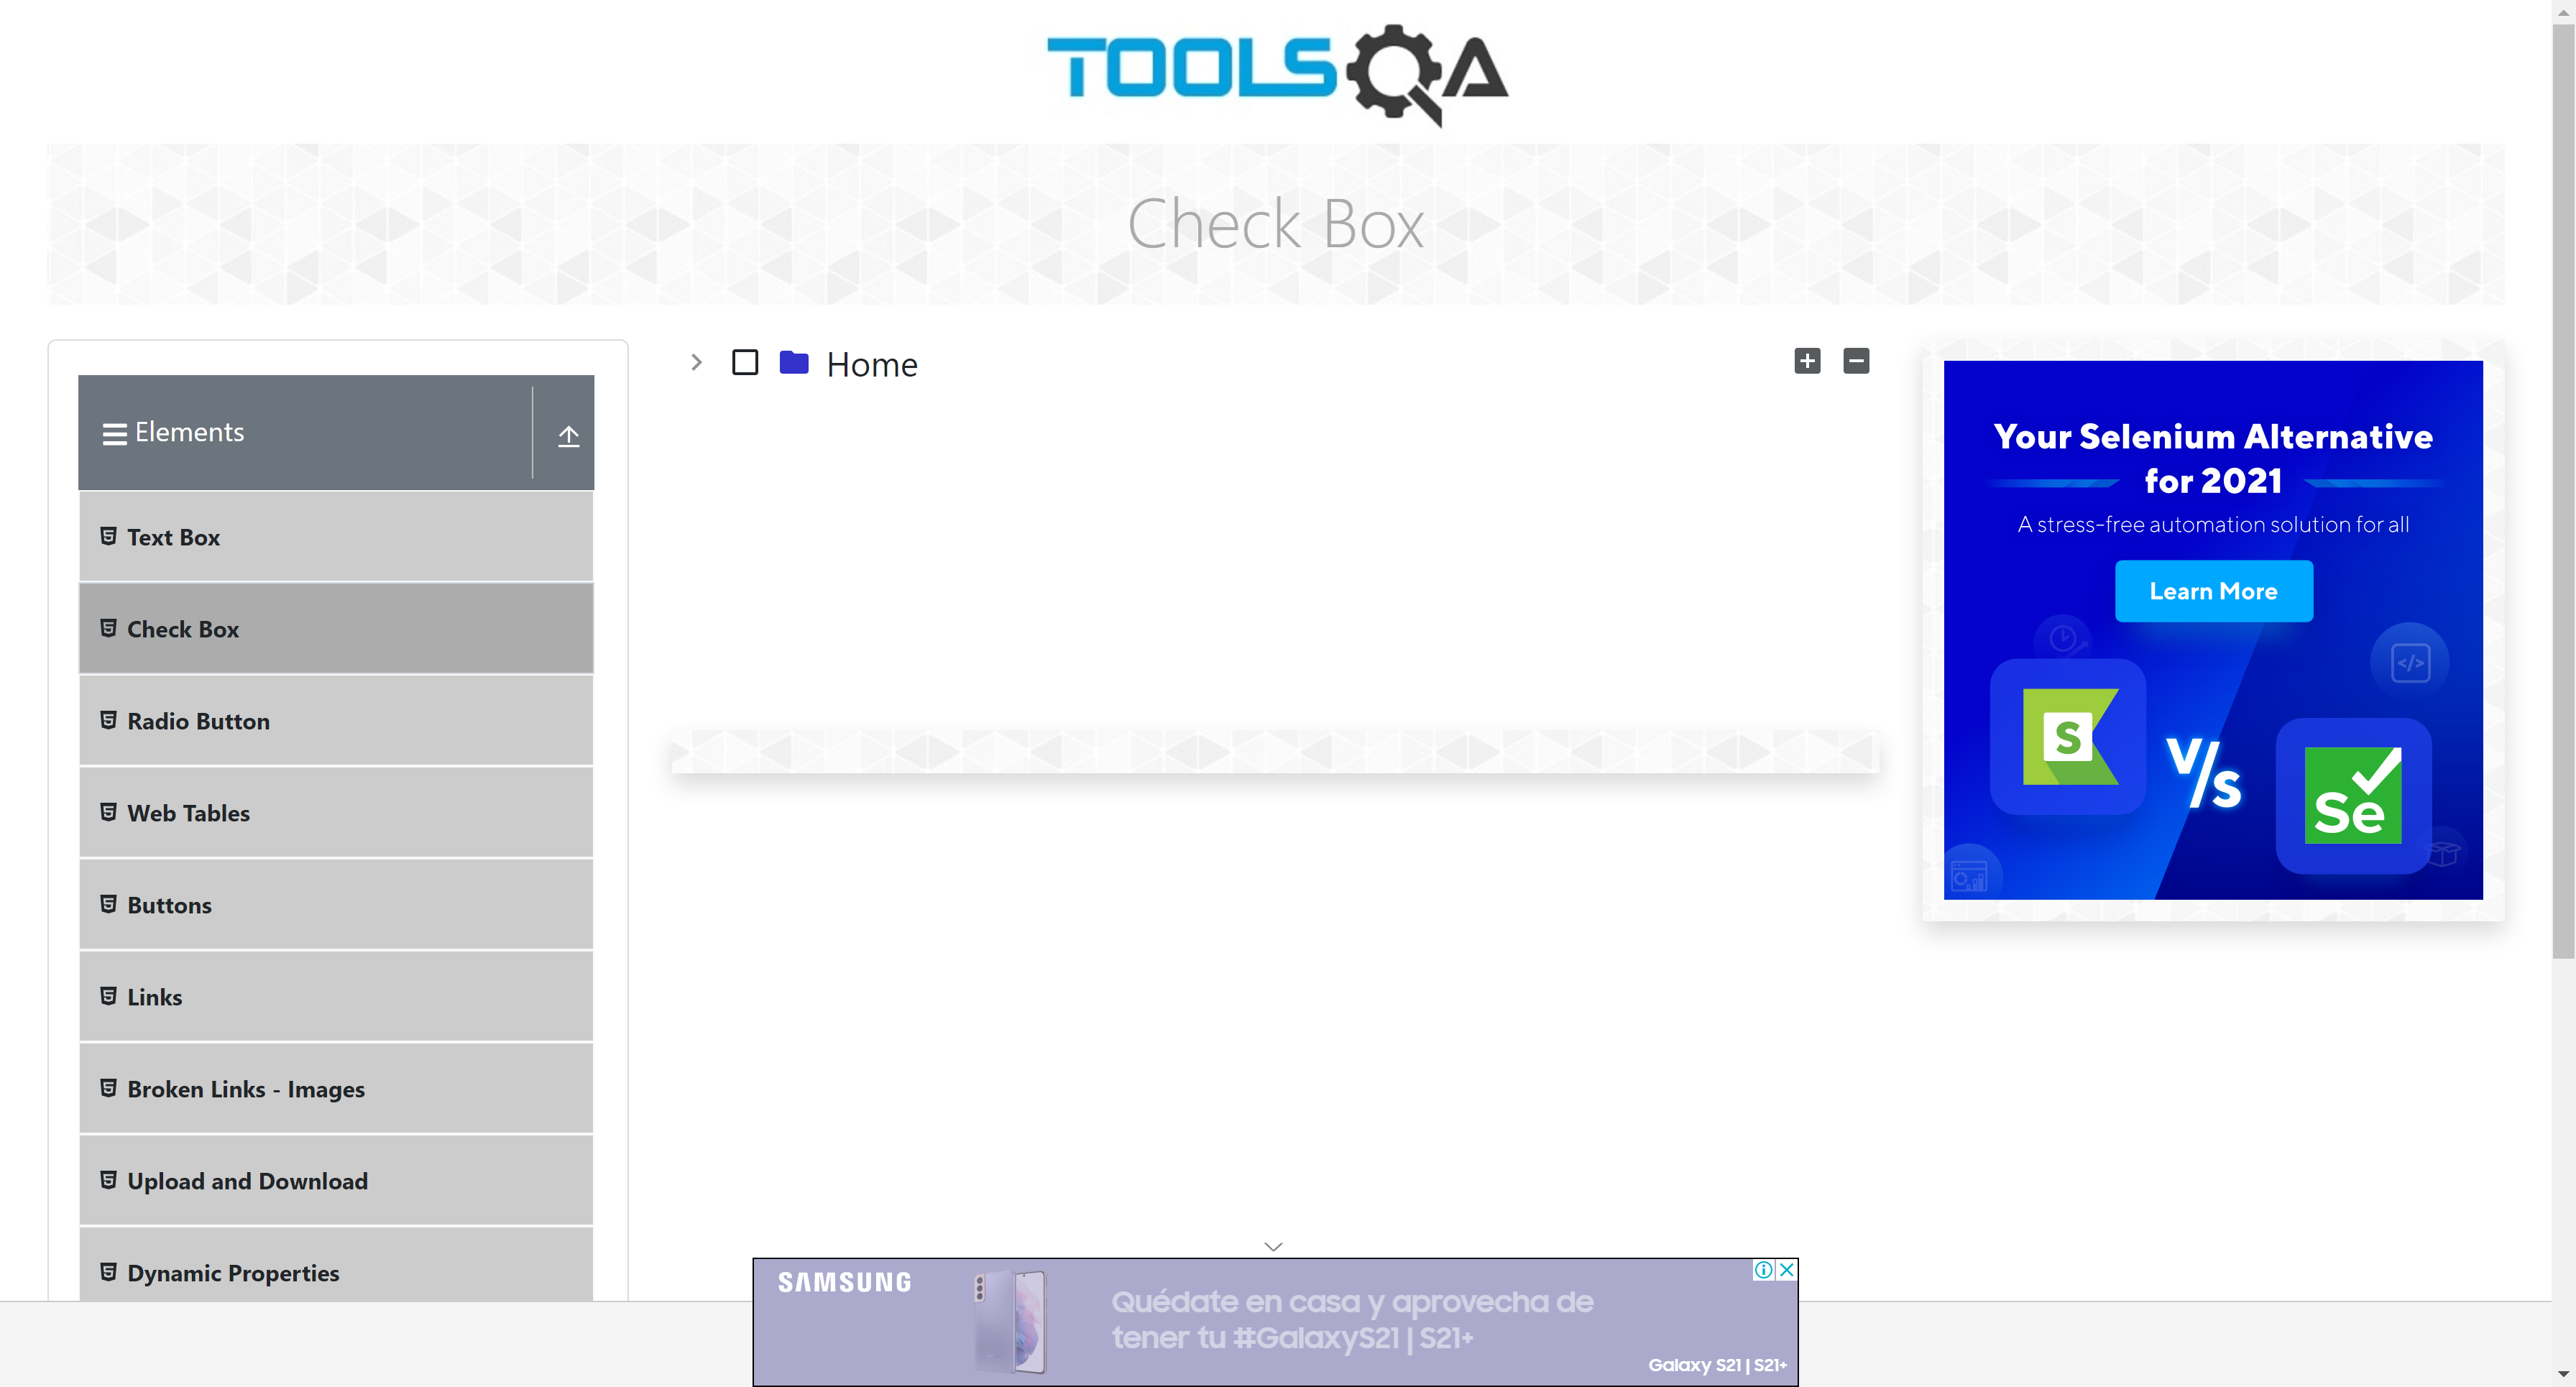 TOOLSQA
Check Box
Elements
Text Box
Check Box
Radio Button
Web Tables
Buttons
Links
Broken Links - Images
Upload and Download
Dynamic Properties
Home
Your Selenium Alternative
for 2021
A stress-free automation solution for all
Learn More
S
V/s
Se
</>
SAMSUNG
Quédate en casa y aprovecha de
tener tu #GalaxyS21 | S21+
Galaxy S21 | S21+